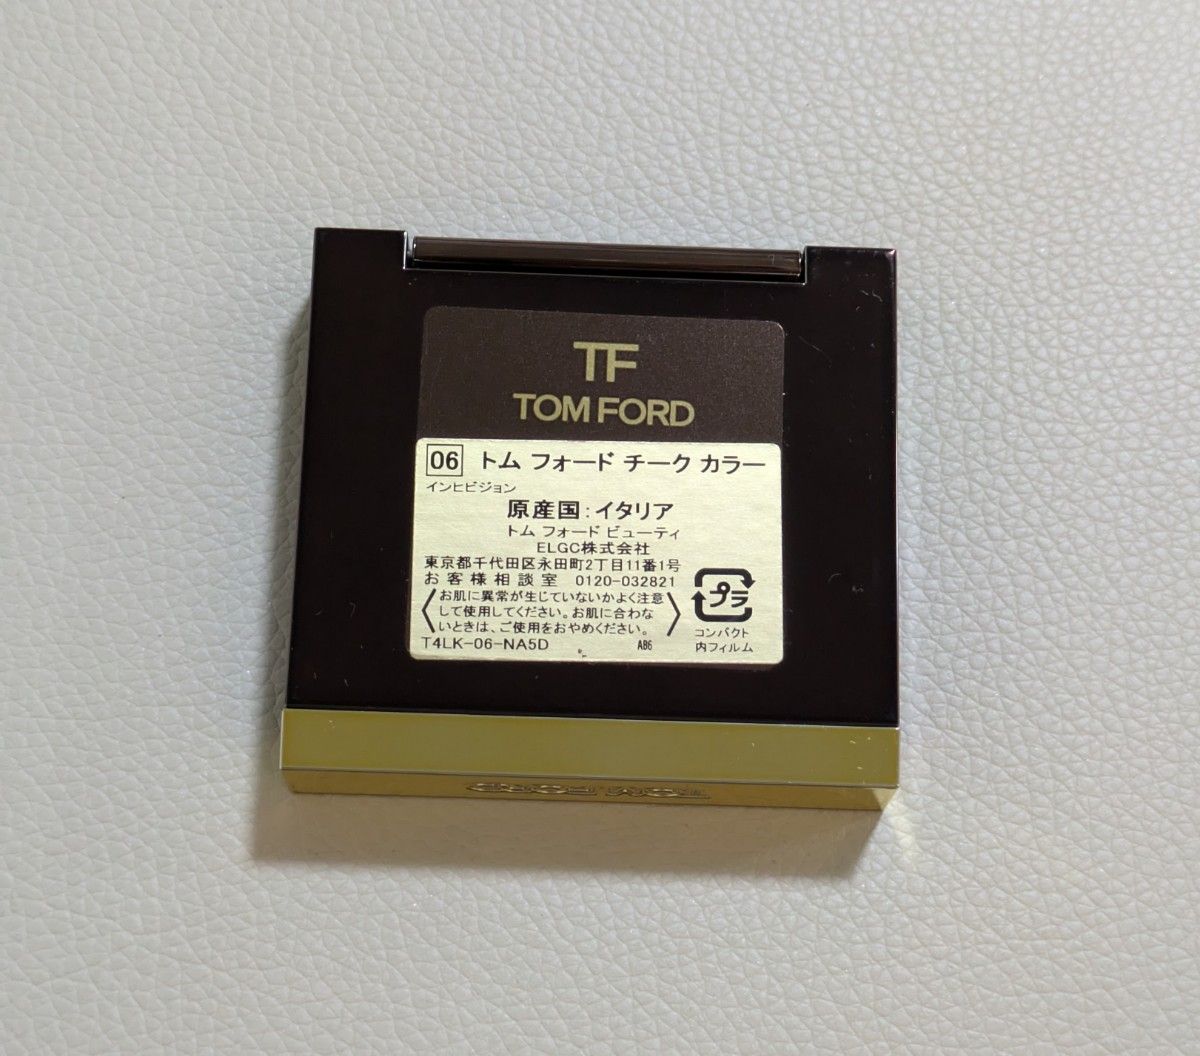 TF
TOM FORD
06 トム フォード チーク カラー
インヒビジョン
原産国：イタリア
トム フォード ビューティ
ELGC株式会社
東京都千代田区永田町2丁目11番1号
お客様相談室 0120-032821
お肌に異常が生じていないかよく注意
して使用してください。お肌に合わな
いときは、ご使用をおやめください。
プラ
コンパクト
内フィルム
T4LK-06-NA5D AB6
TOM FORD